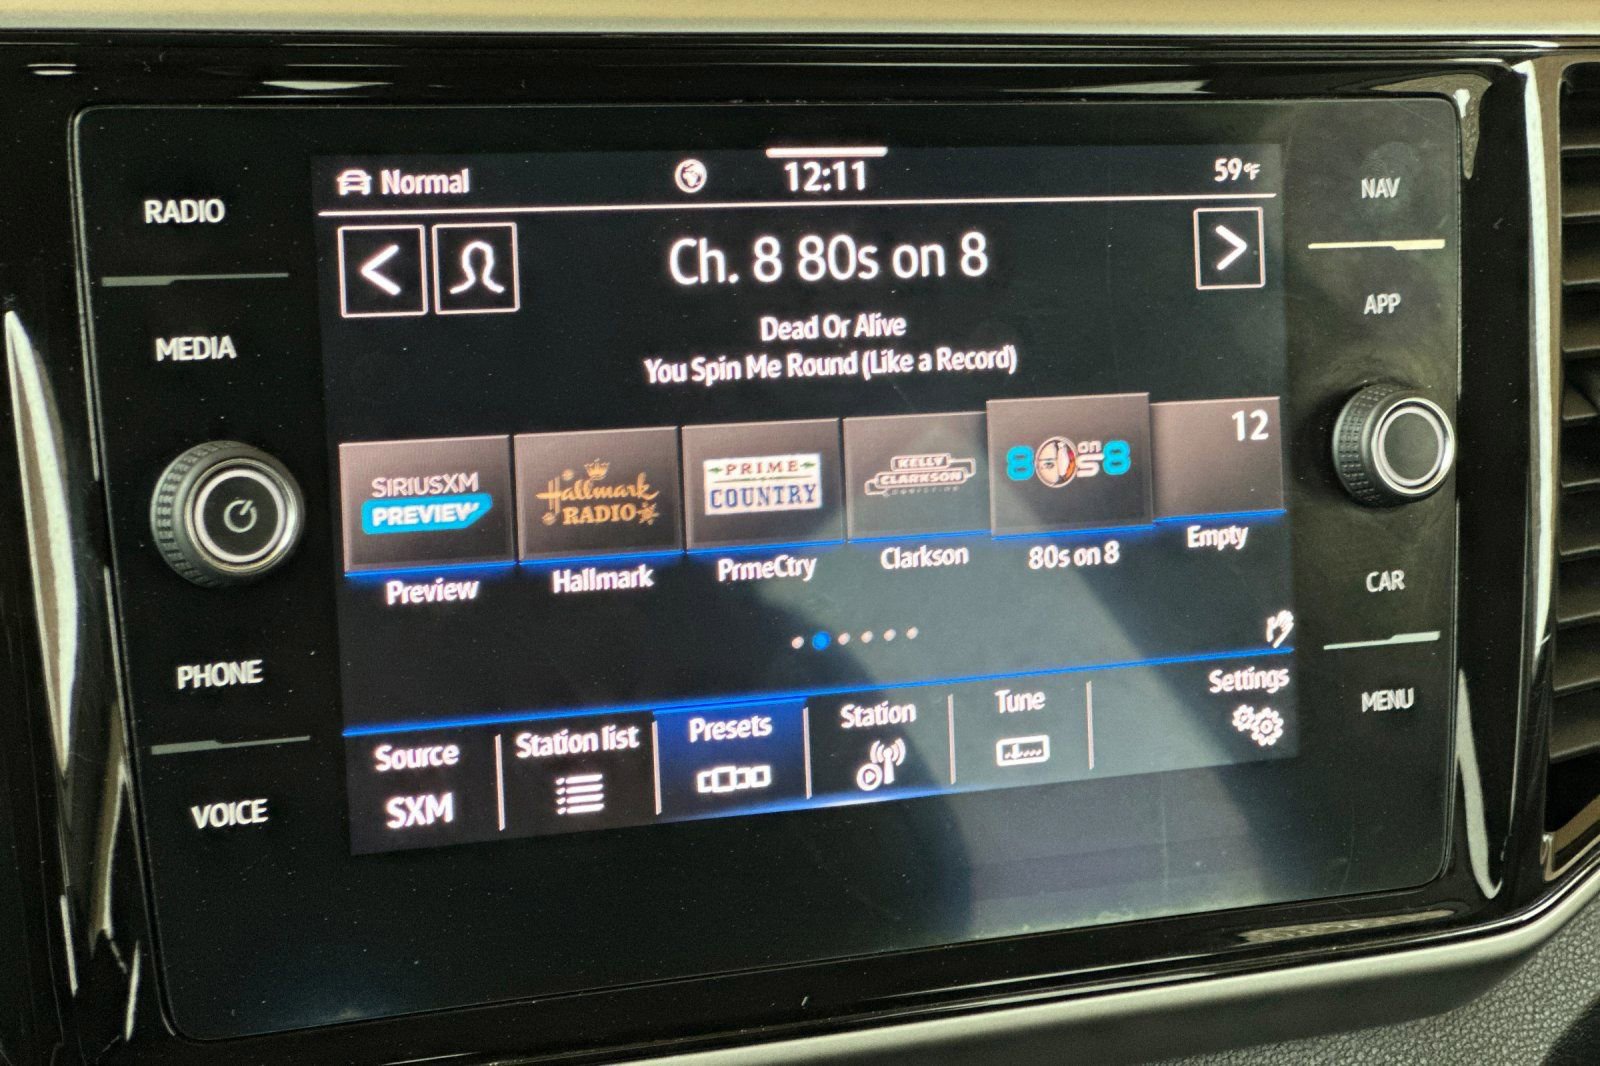 RADIO
MEDIA
PHONE
VOICE
Normal
12:11
59°F
Ch. 8 80s on 8
Dead Or Alive
You Spin Me Round (Like a Record)
SIRIUSXM
PREVIEW
Hallmark
RADIO
PRIME
COUNTRY
KELLY
CLARKSON
80s on 8
12
Preview
Hallmark
PrmeCtry
Clarkson
80s on 8
Empty
Source
SXM
Station list
Presets
Station
Tune
Settings
NAV
APP
CAR
MENU